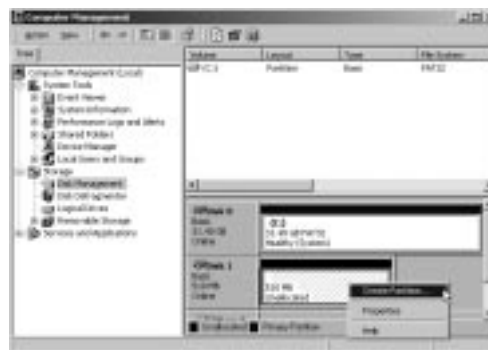 Computer Management
Action View
Tree
Volume Layout Type File System
(C:) Partition Basic FAT32
Computer Management (Local)
System Tools
Event Viewer
System Information
Performance Logs and Alerts
Shared Folders
Device Manager
Local Users and Groups
Storage
Disk Management
Disk Defragmenter
Logical Drives
Removable Storage
Services and Applications
Disk 0
Basic
Online
(C:)
Healthy (System)
Disk 1
Basic
Online
Unallocated
Create Partition...
Properties
Help
Unallocated Primary Partition